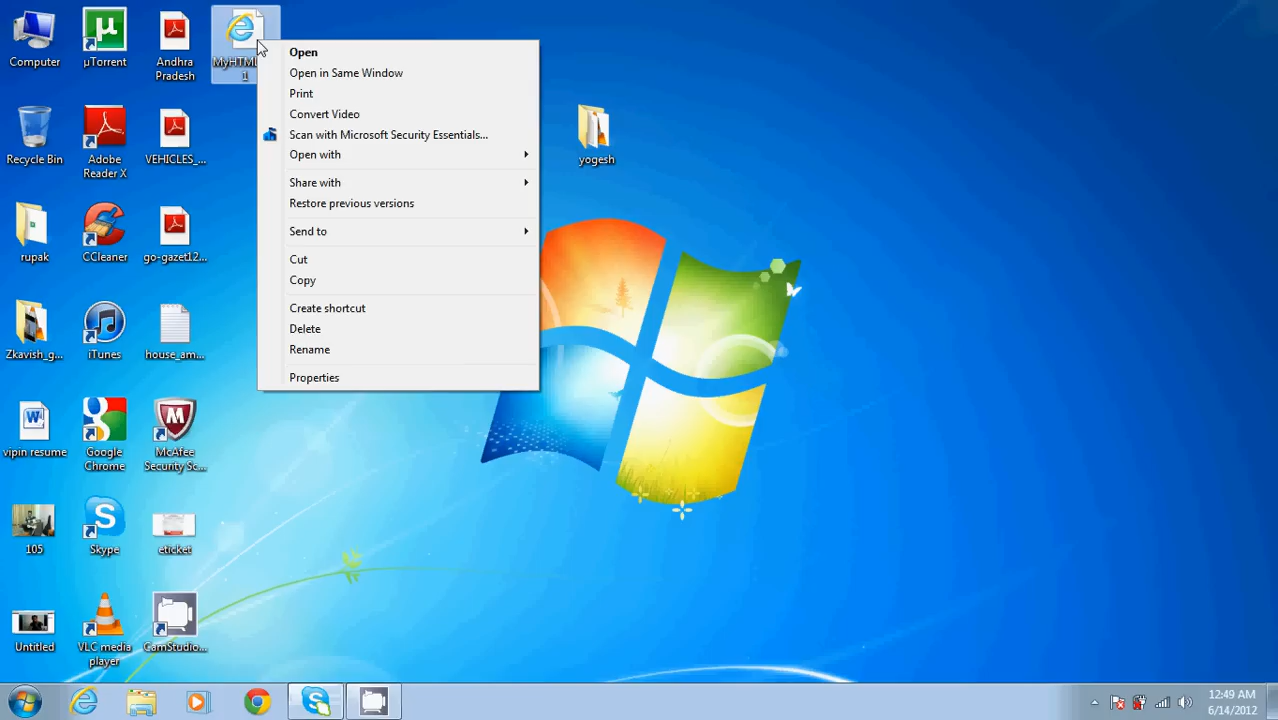 Computer
µTorrent
Andhra
Pradesh
MyHTML
1
Open
Open in Same Window
Print
Convert Video
Scan with Microsoft Security Essentials...
Open with
Share with
Restore previous versions
Send to
Cut
Copy
Create shortcut
Delete
Rename
Properties
Recycle Bin
Adobe
Reader X
VEHICLES_...
yogesh
rupak
CCleaner
go-gazet12...
Zkavish_g...
iTunes
house_am...
vipin resume
Google
Chrome
McAfee
Security Sc...
105
Skype
eticket
Untitled
VLC media
player
CamStudio...
12:49 AM
6/14/2012